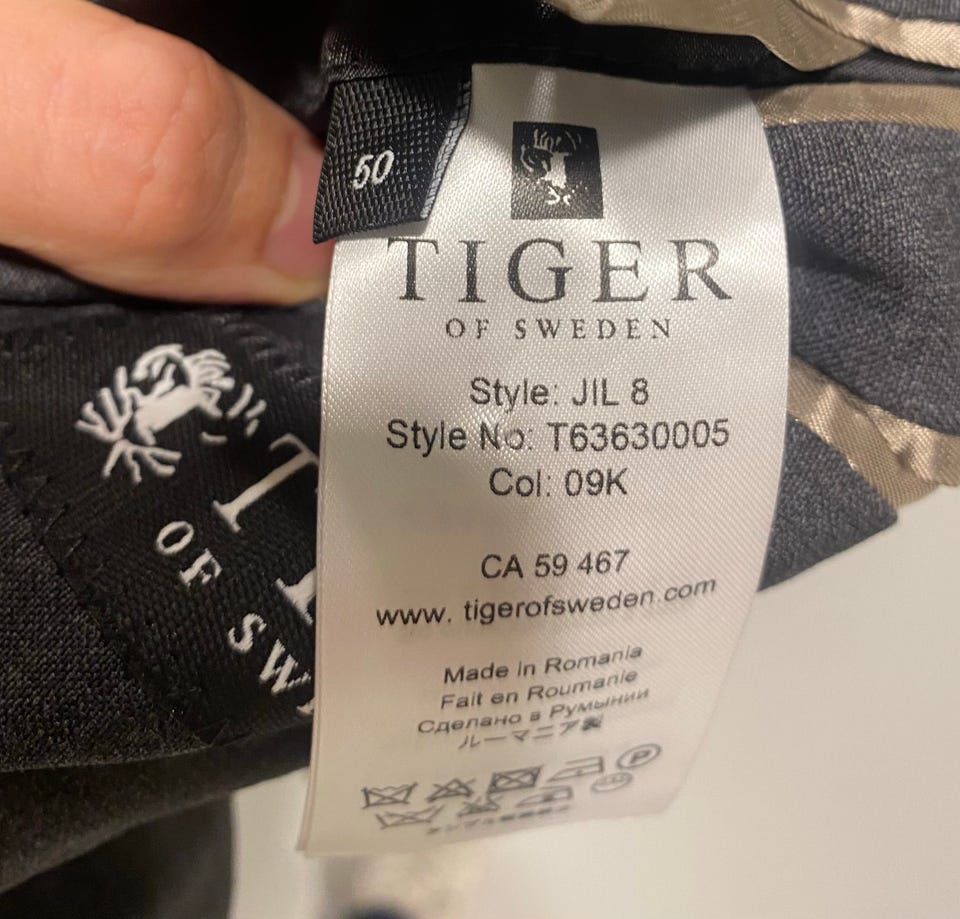 50
TIGER
OF SWEDEN
Style: JIL 8
Style No: T63630005
Col: 09K
CA 59 467
www. tigerofsweden.com
Made in Romania
Fait en Roumanie
Сделано в Румынии
ルーマニア製
P
T
OF SW